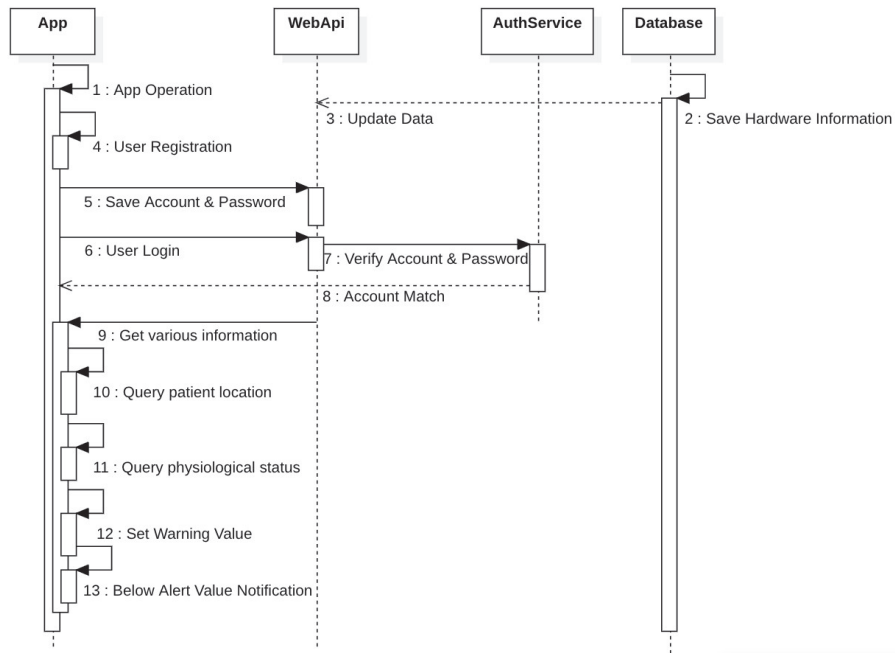 App
WebApi
AuthService
Database
1 : App Operation
2 : Save Hardware Information
3 : Update Data
4 : User Registration
5 : Save Account & Password
6 : User Login
7 : Verify Account & Password
8 : Account Match
9 : Get various information
10 : Query patient location
11 : Query physiological status
12 : Set Warning Value
13 : Below Alert Value Notification